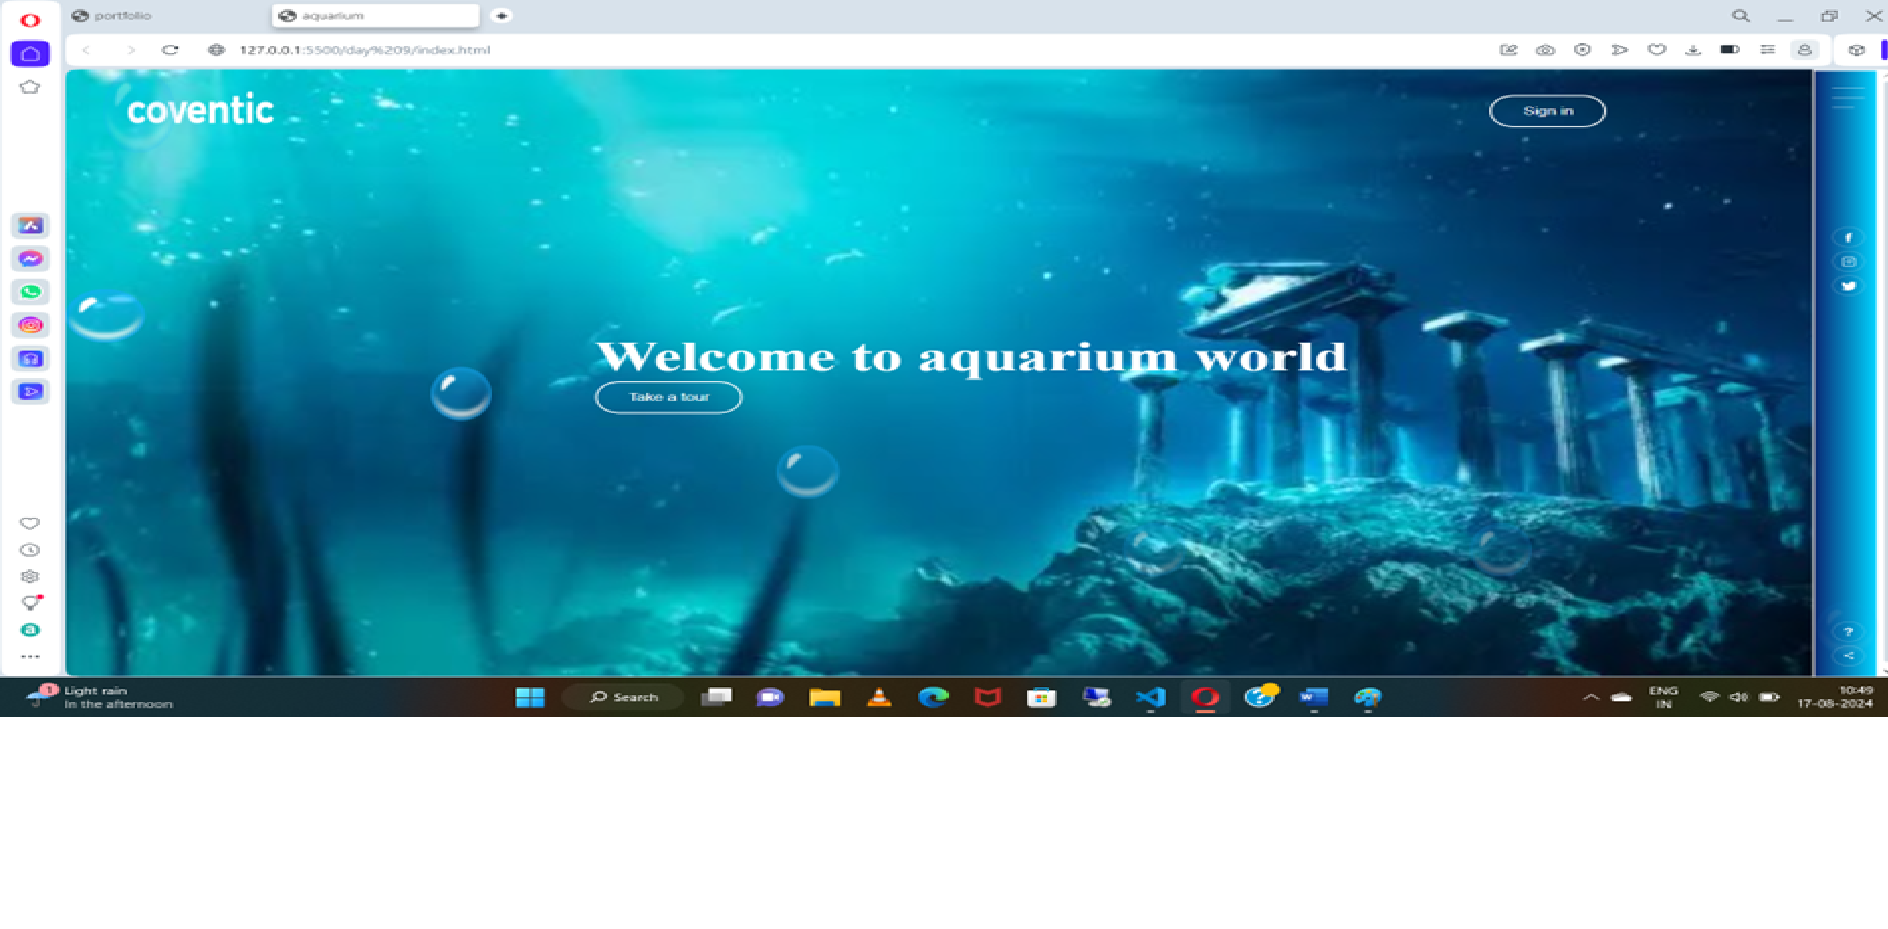 portfolio
aquarium
127.0.0.1:5500/day%209/index.html
coventic
Sign in
Welcome to aquarium world
Take a tour
?
1
Light rain
In the afternoon
Search
ENG
IN
10:49
17-08-2024